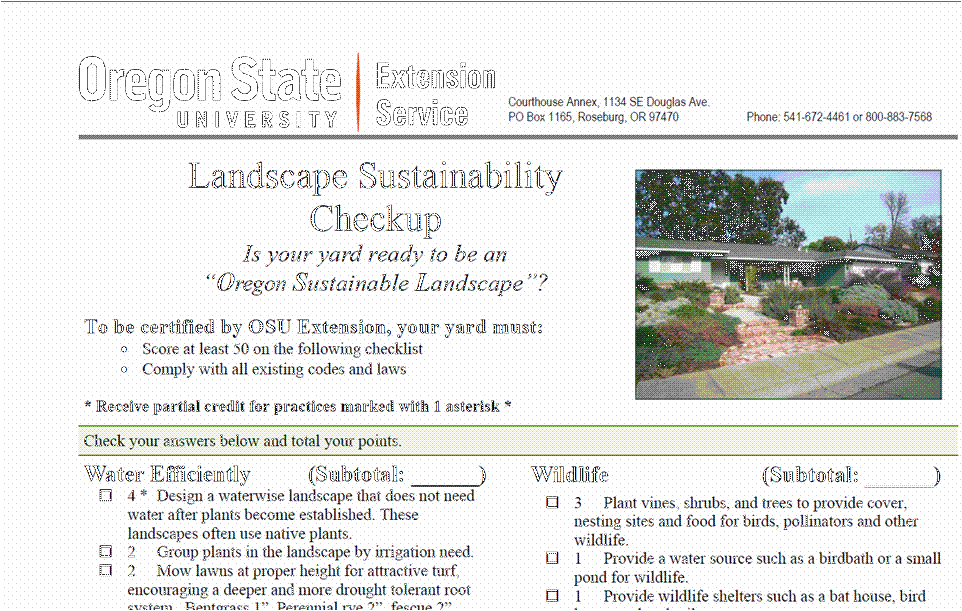 Oregon State
UNIVERSITY
Extension
Service
Courthouse Annex, 1134 SE Douglas Ave.
PO Box 1165, Roseburg, OR 97470
Phone: 541-672-4461 or 800-883-7568
Landscape Sustainability
Checkup
Is your yard ready to be an
“Oregon Sustainable Landscape”?
To be certified by OSU Extension, your yard must:
○ Score at least 50 on the following checklist
○ Comply with all existing codes and laws
* Receive partial credit for practices marked with 1 asterisk *
Check your answers below and total your points.
Water Efficiently (Subtotal: ______)
☐ 4 * Design a waterwise landscape that does not need
water after plants become established. These
landscapes often use native plants.
☐ 2 Group plants in the landscape by irrigation need.
☐ 2 Mow lawns at proper height for attractive turf,
encouraging a deeper and more drought tolerant root
system. Bentgrass 1”, Perennial rye 2”, fescue 2”
Wildlife (Subtotal: ______)
☐ 3 Plant vines, shrubs, and trees to provide cover,
nesting sites and food for birds, pollinators and other
wildlife.
☐ 1 Provide a water source such as a birdbath or a small
pond for wildlife.
☐ 1 Provide wildlife shelters such as a bat house, bird